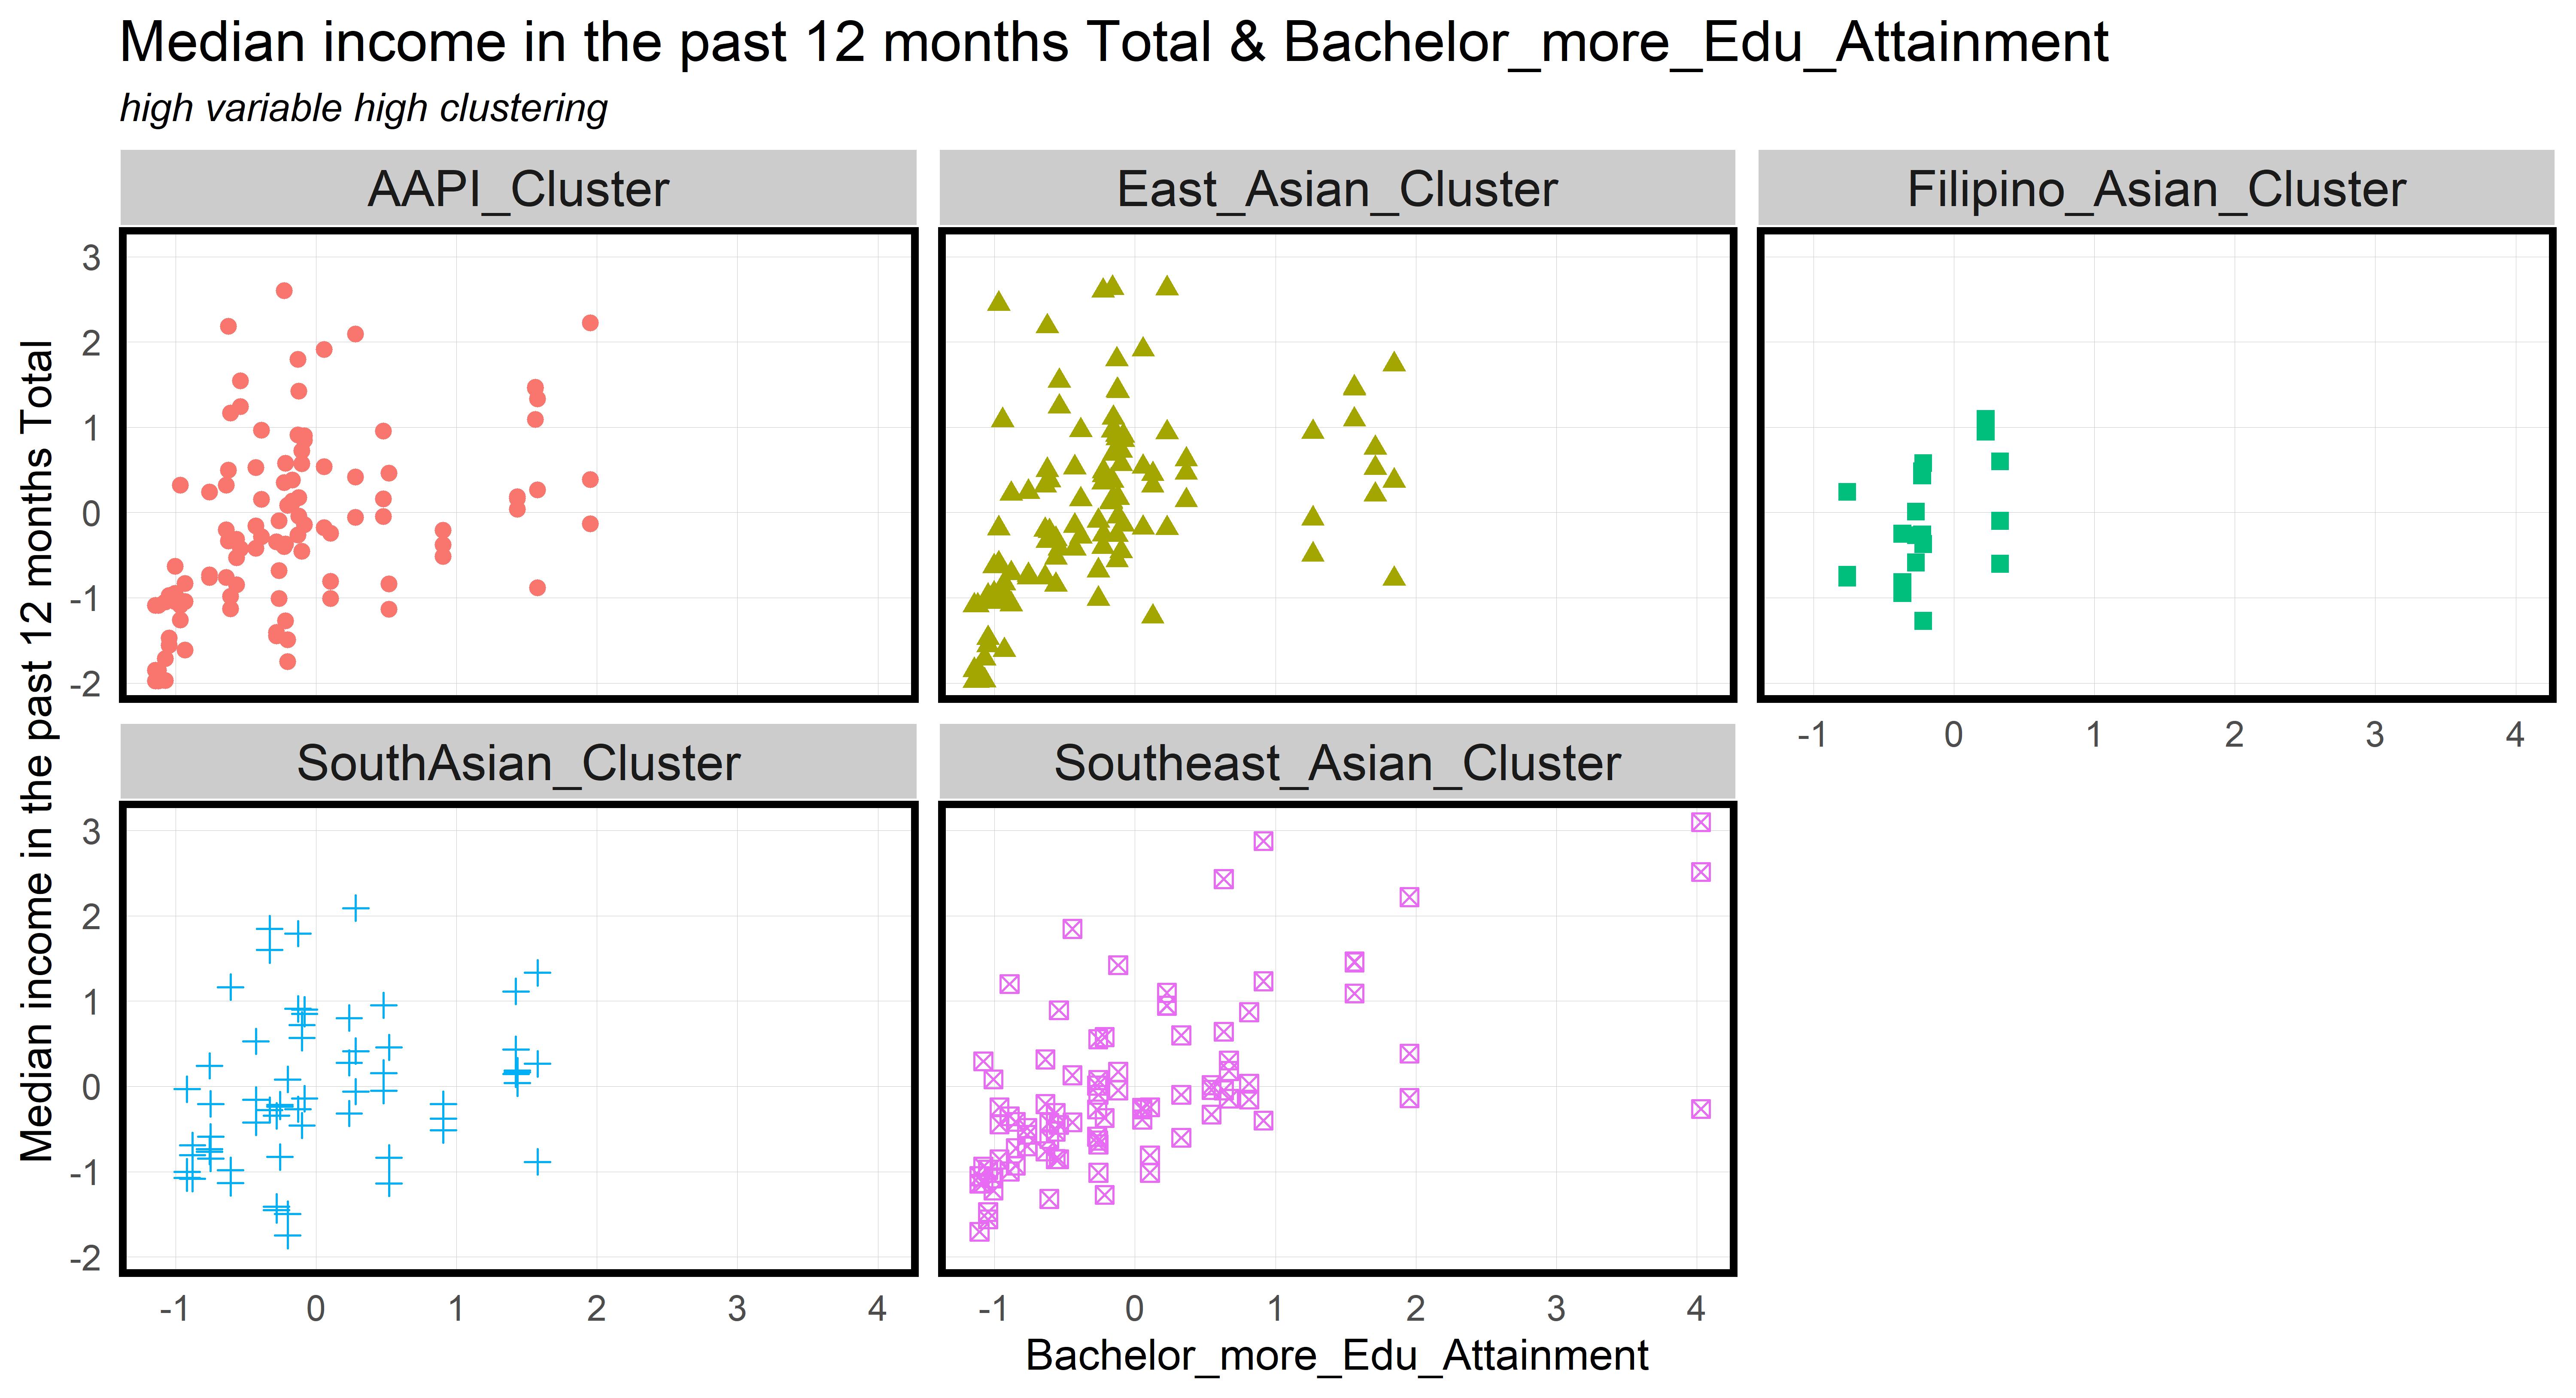 Median income in the past 12 months Total & Bachelor_more_Edu_Attainment
high variable high clustering
AAPI_Cluster
East_Asian_Cluster
Filipino_Asian_Cluster
3
2
1
0
-1
-2
-1 0 1 2 3 4
SouthAsian_Cluster
Southeast_Asian_Cluster
3
2
1
0
-1
-2
-1 0 1 2 3 4
-1 0 1 2 3 4
Median income in the past 12 months Total
Bachelor_more_Edu_Attainment